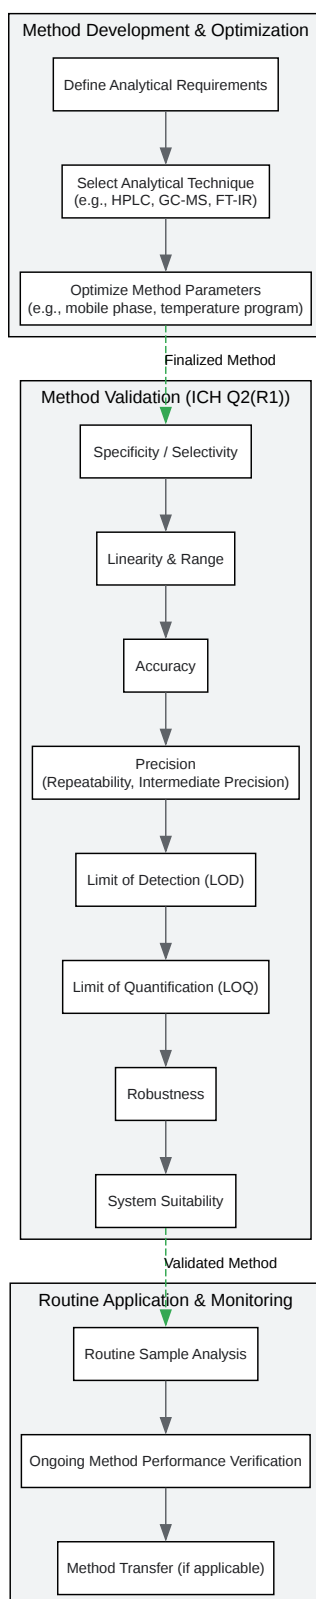 Method Development & Optimization
Define Analytical Requirements
Select Analytical Technique
(e.g., HPLC, GC-MS, FT-IR)
Optimize Method Parameters
(e.g., mobile phase, temperature program)
Finalized Method
Method Validation (ICH Q2(R1))
Specificity / Selectivity
Linearity & Range
Accuracy
Precision
(Repeatability, Intermediate Precision)
Limit of Detection (LOD)
Limit of Quantification (LOQ)
Robustness
System Suitability
Validated Method
Routine Application & Monitoring
Routine Sample Analysis
Ongoing Method Performance Verification
Method Transfer (if applicable)